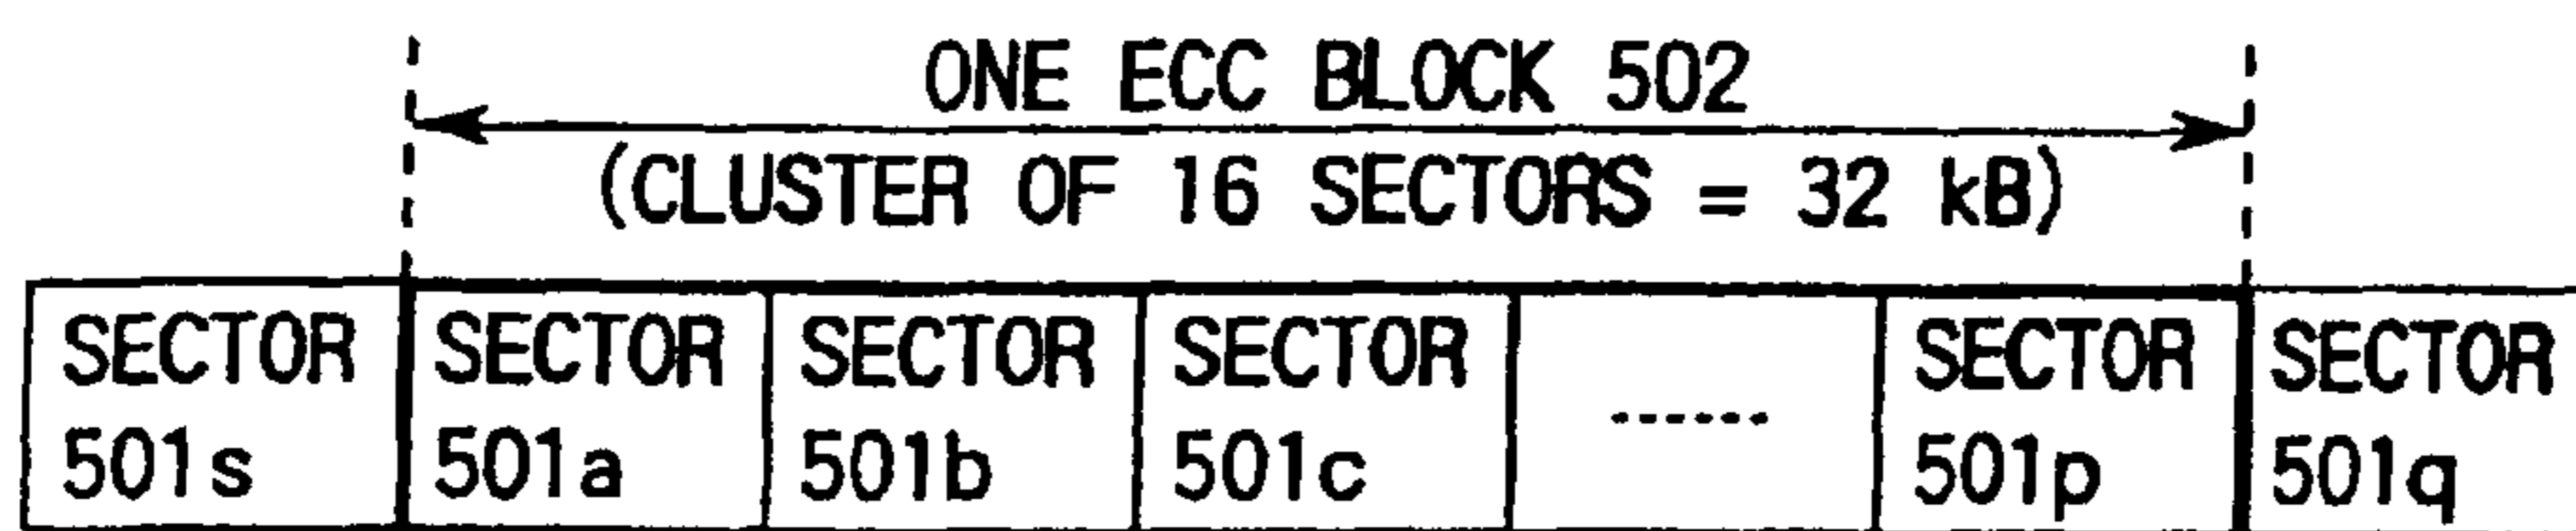 ONE ECC BLOCK 502
(CLUSTER OF 16 SECTORS = 32 kB)
SECTOR SECTOR SECTOR SECTOR ...... SECTOR SECTOR
501s 501a 501b 501c 501p 501q